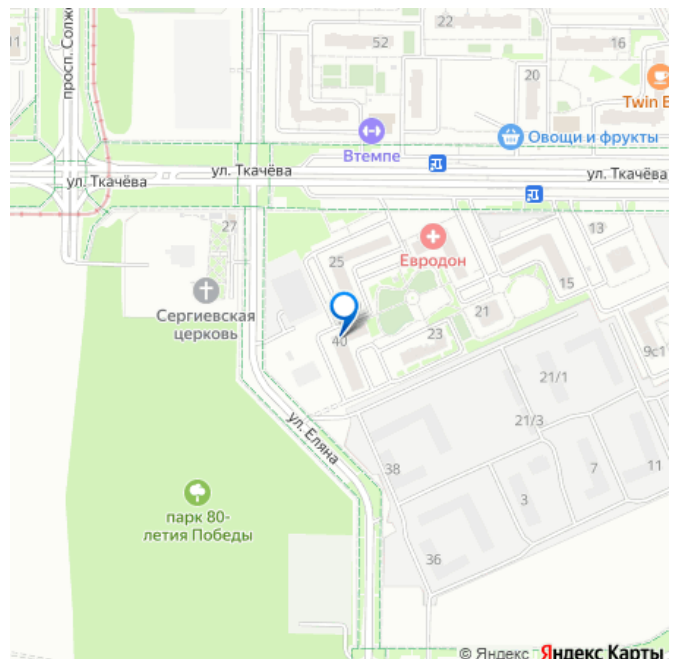 22
11
просп. Солж
52
16
20
Twin B
Втемпе
Овощи и фрукты
ул. Ткачёва
ул. Ткачёва
ул. Ткачёва
27
13
25
Евродон
15
Сергиевская
церковь
21
40
23
9с1
21/1
ул. Еляна
21/3
38
7
11
3
парк 80-
летия Победы
36
© Яндекс Яндекс Карты